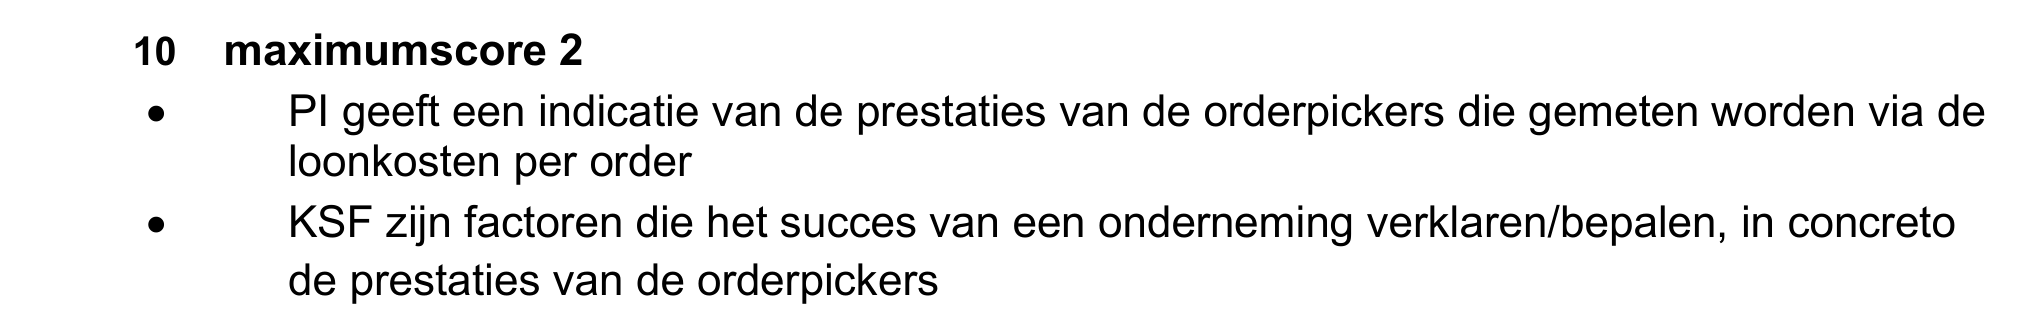 10 maximumscore 2
• PI geeft een indicatie van de prestaties van de orderpickers die gemeten worden via de
loonkosten per order
• KSF zijn factoren die het succes van een onderneming verklaren/bepalen, in concreto
de prestaties van de orderpickers